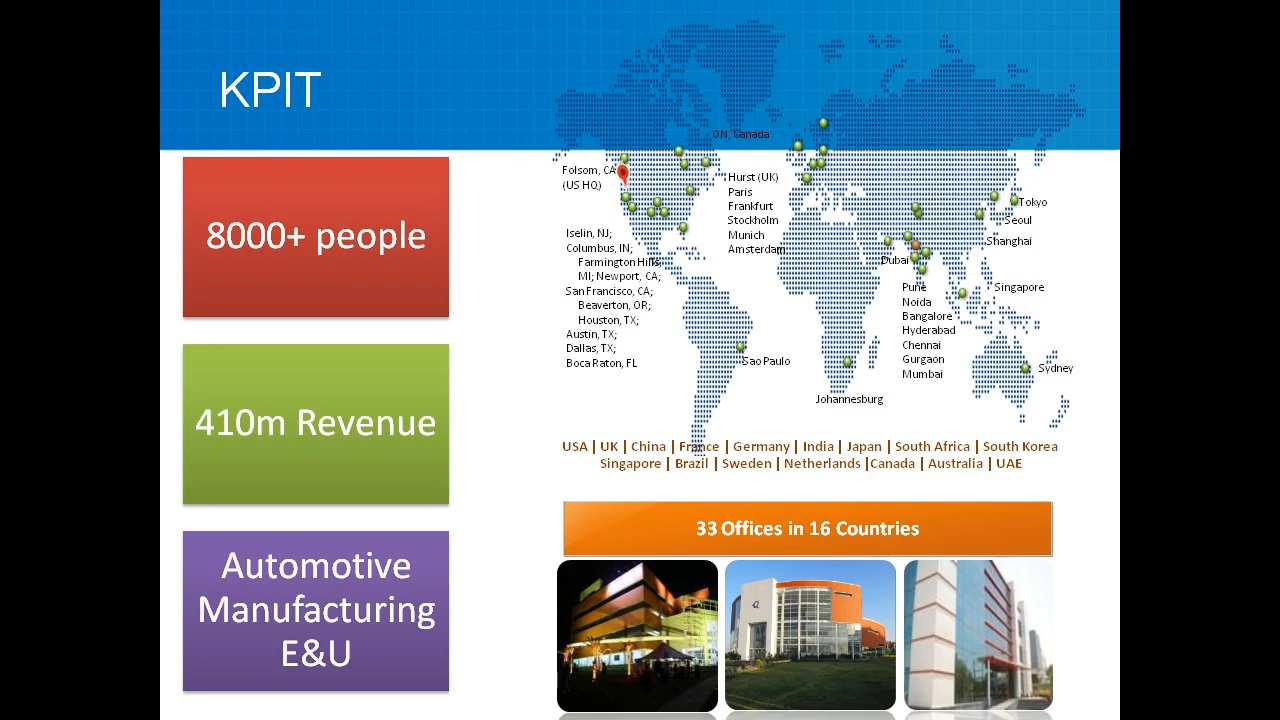 KPIT
8000+ people
410m Revenue
Automotive
Manufacturing
E&U
ON, Canada
Folsom, CA
(US HQ)
Iselin, NJ;
Columbus, IN;
Farmington Hills,
MI; Newport, CA;
San Francisco, CA;
Beaverton, OR;
Houston, TX;
Austin, TX;
Dallas, TX;
Boca Raton, FL
Hurst (UK)
Paris
Frankfurt
Stockholm
Munich
Amsterdam
Tokyo
Seoul
Shanghai
Dubai
Singapore
Pune
Noida
Bangalore
Hyderabad
Chennai
Gurgaon
Mumbai
Sao Paulo
Johannesburg
Sydney
USA | UK | China | France | Germany | India | Japan | South Africa | South Korea
Singapore | Brazil | Sweden | Netherlands |Canada | Australia | UAE
33 Offices in 16 Countries